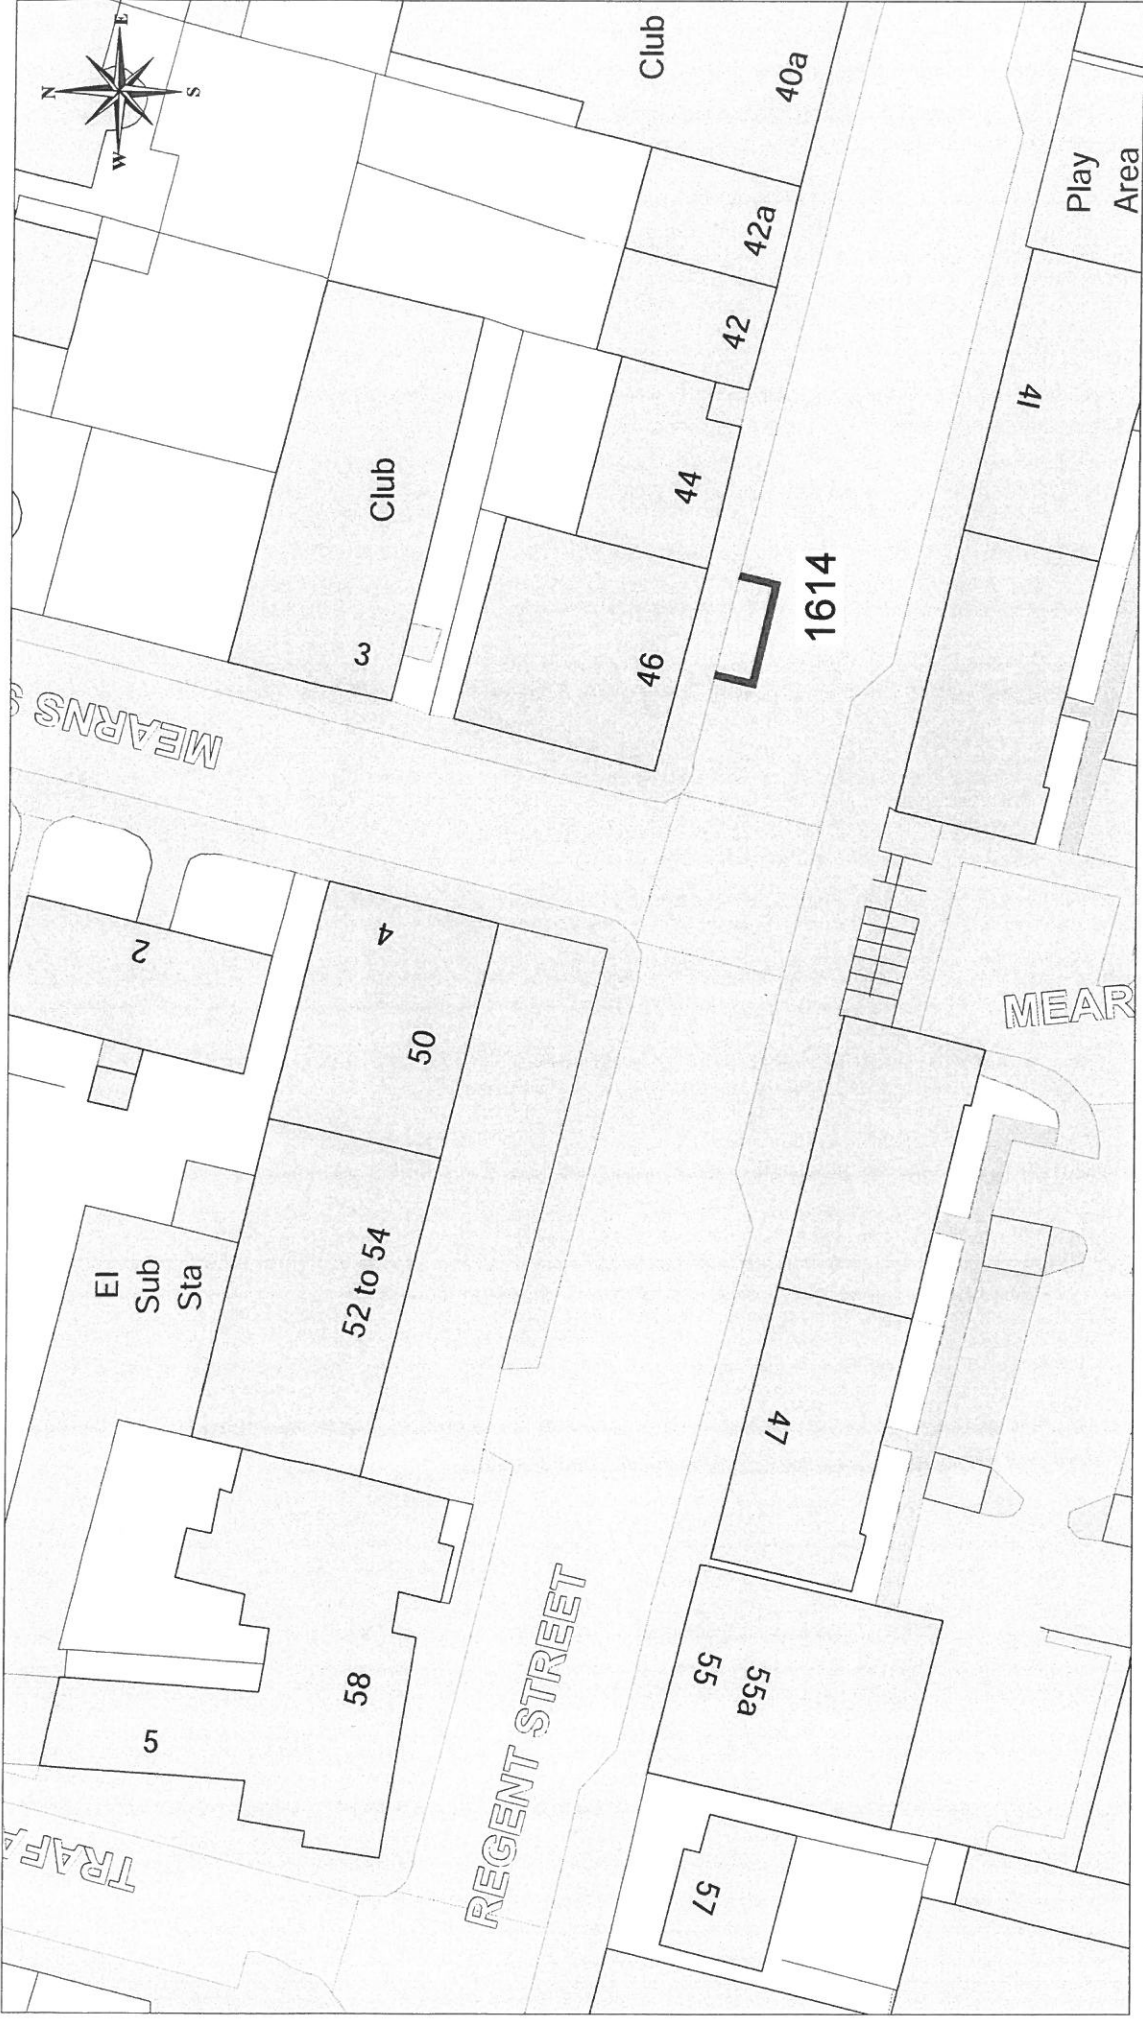 N
E
S
W
Club
40a
Play
Area
42a
42
41
Club
44
3
46
1614
MEARNS S
2
4
50
MEAR
El
Sub
Sta
52 to 54
47
5
58
REGENT STREET
55
55a
57
TRAFA